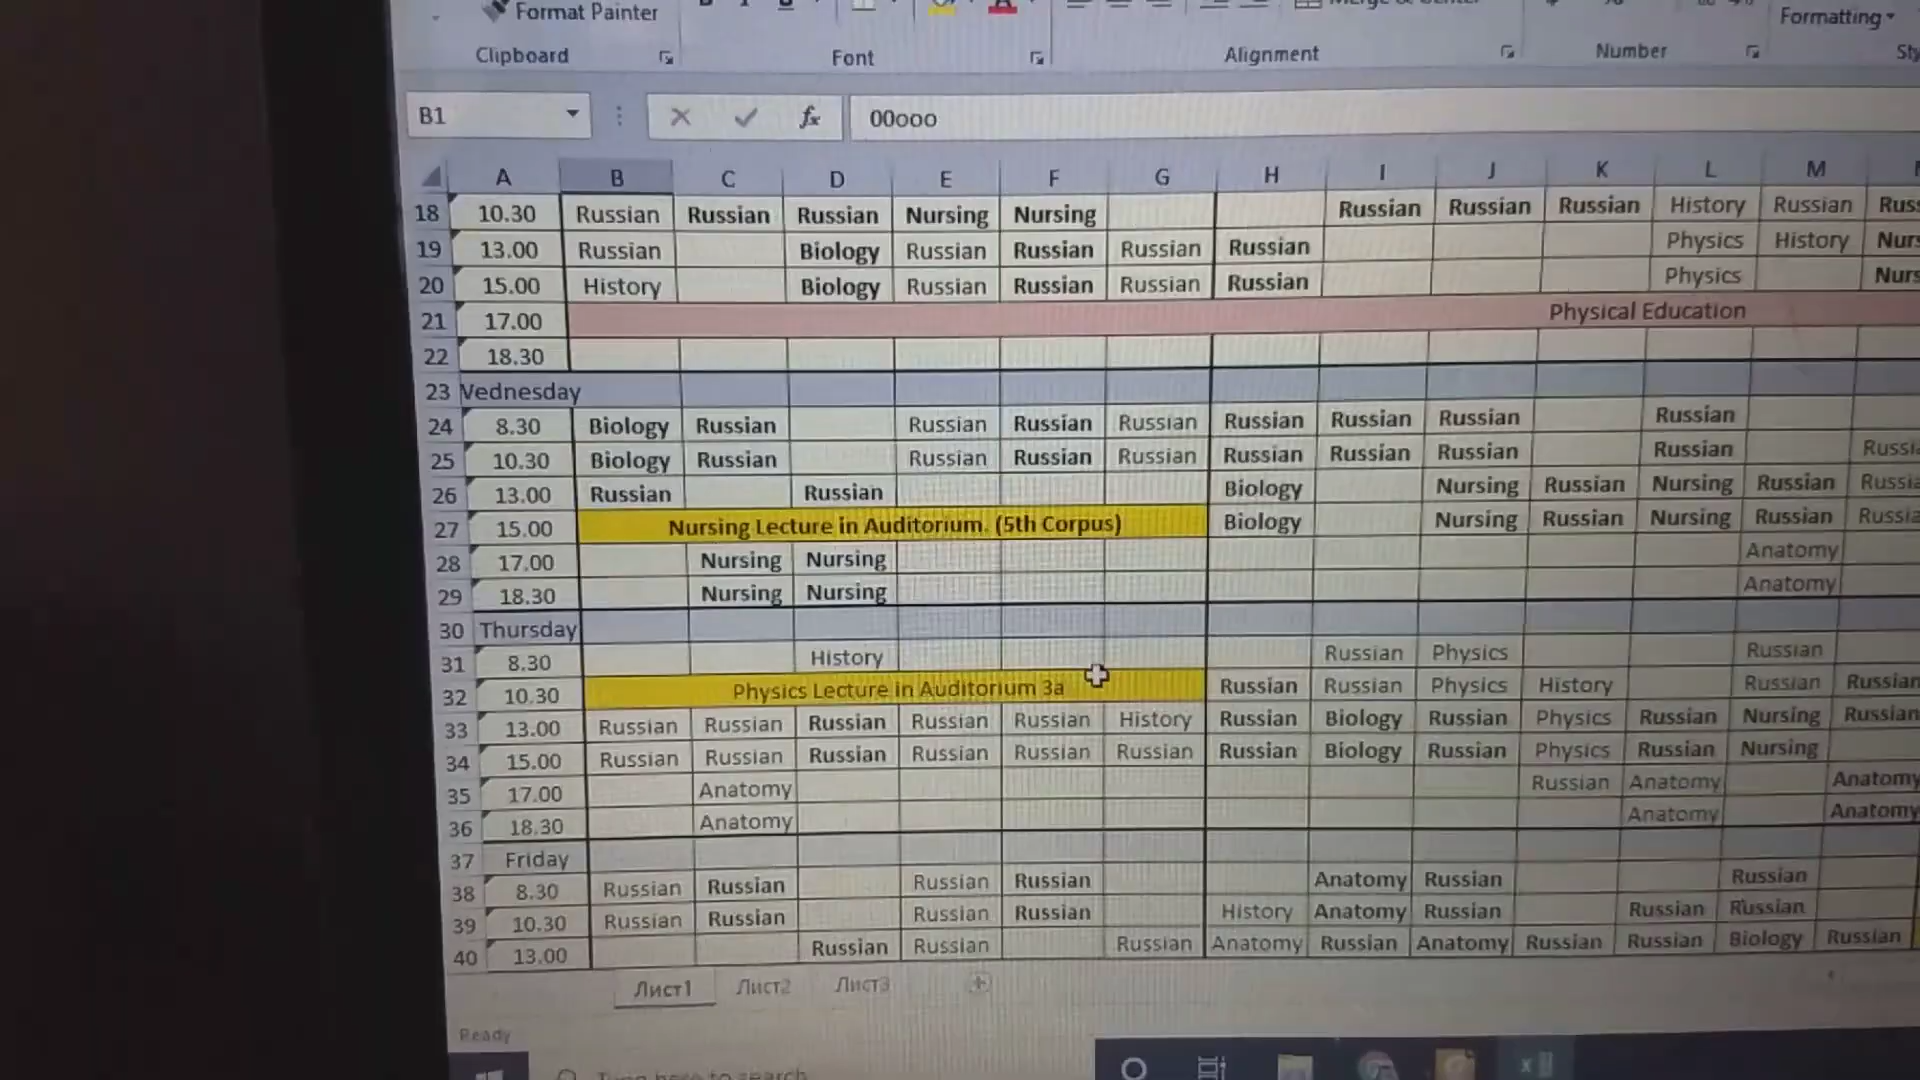 Format Painter
Formatting
Clipboard Font Alignment Number
B1 fx 00ooo
A B C D E F G H I J K L M
18 10.30 Russian Russian Russian Nursing Nursing Russian Russian Russian History Russian
19 13.00 Russian Biology Russian Russian Russian Russian Physics History
20 15.00 History Biology Russian Russian Russian Russian Physics
21 17.00 Physical Education
22 18.30
23 Wednesday
24 8.30 Biology Russian Russian Russian Russian Russian Russian Russian Russian
25 10.30 Biology Russian Russian Russian Russian Russian Russian Russian Russian
26 13.00 Russian Russian Biology Nursing Russian Nursing Russian
27 15.00 Nursing Lecture in Auditorium. (5th Corpus) Biology Nursing Russian Nursing Russian
28 17.00 Nursing Nursing Anatomy
29 18.30 Nursing Nursing Anatomy
30 Thursday
31 8.30 History Russian Physics Russian
32 10.30 Physics Lecture in Auditorium 3a Russian Russian Physics History Russian Russian
33 13.00 Russian Russian Russian Russian Russian History Russian Biology Russian Physics Russian Nursing Russian
34 15.00 Russian Russian Russian Russian Russian Russian Russian Biology Russian Physics Russian Nursing
35 17.00 Anatomy Russian Anatomy Anatomy
36 18.30 Anatomy Anatomy Anatomy
37 Friday
38 8.30 Russian Russian Russian Russian Anatomy Russian Russian
39 10.30 Russian Russian Russian Russian History Anatomy Russian Russian Russian
40 13.00 Russian Russian Russian Anatomy Russian Anatomy Russian Russian Biology Russian
Лист1 Лист2 Лист3
Ready